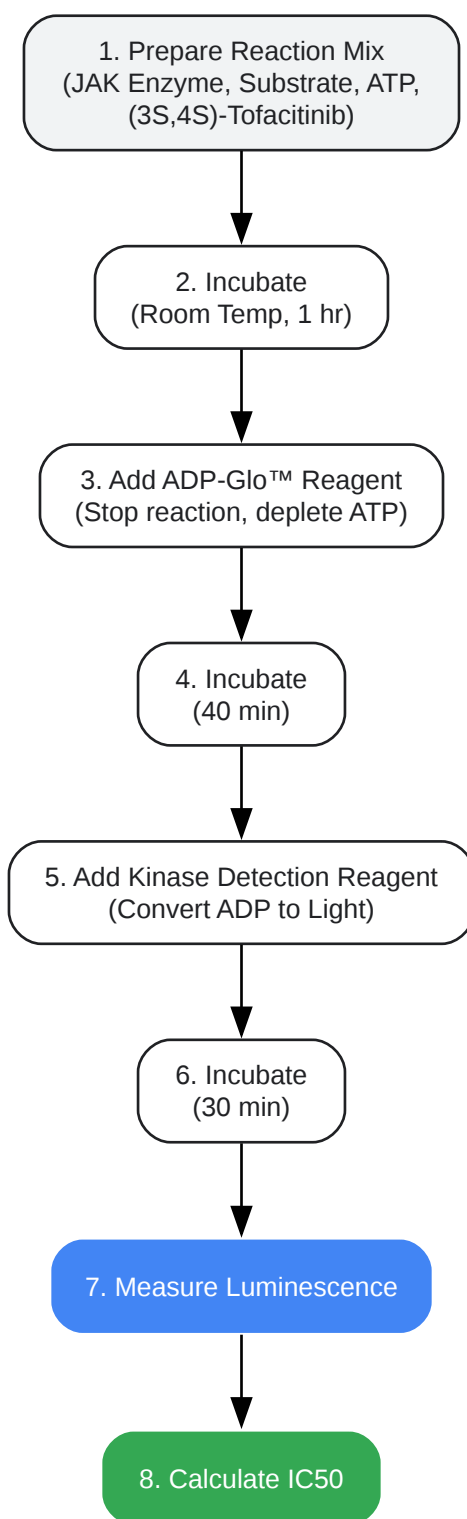 1. Prepare Reaction Mix
(JAK Enzyme, Substrate, ATP,
(3S,4S)-Tofacitinib)
2. Incubate
(Room Temp, 1 hr)
3. Add ADP-Glo™ Reagent
(Stop reaction, deplete ATP)
4. Incubate
(40 min)
5. Add Kinase Detection Reagent
(Convert ADP to Light)
6. Incubate
(30 min)
7. Measure Luminescence
8. Calculate IC50